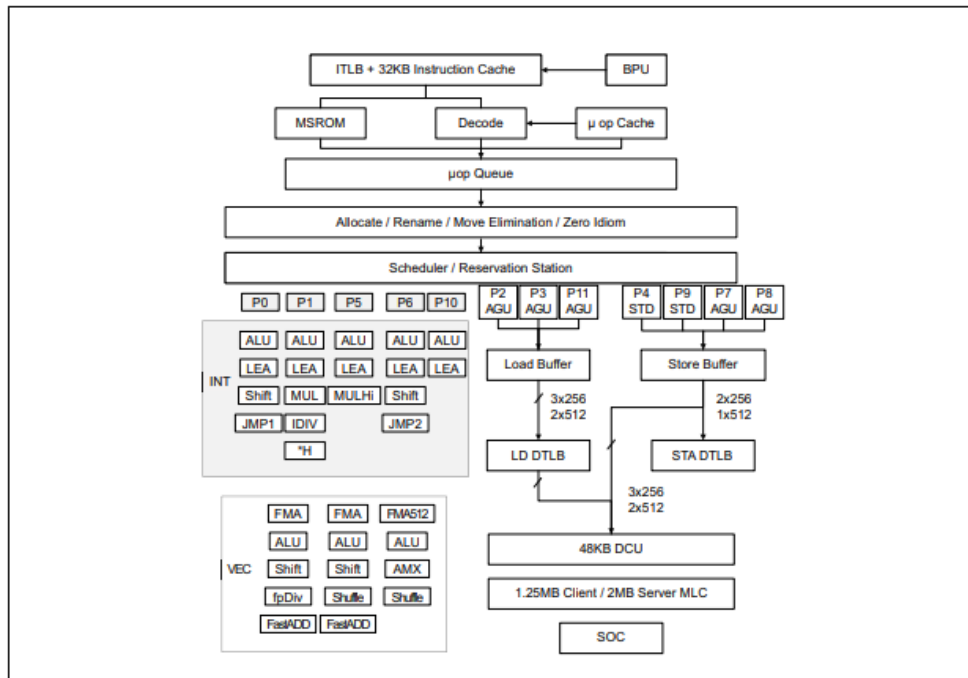 ITLB + 32KB Instruction Cache
BPU
MSROM
Decode
µ op Cache
µop Queue
Allocate / Rename / Move Elimination / Zero Idiom
Scheduler / Reservation Station
P0 P1 P5 P6 P10
P2 AGU
P3 AGU
P11 AGU
P4 STD
P9 STD
P7 AGU
P8 AGU
INT
ALU ALU ALU ALU ALU
LEA LEA LEA LEA LEA
Shift MUL MULHi Shift
JMP1 IDIV JMP2
*H
Load Buffer
Store Buffer
3x256
2x512
2x256
1x512
LD DTLB
STA DTLB
3x256
2x512
VEC
FMA FMA FMA512
ALU ALU ALU
Shift Shift AMX
fpDiv Shuffle Shuffle
FastADD FastADD
48KB DCU
1.25MB Client / 2MB Server MLC
SOC